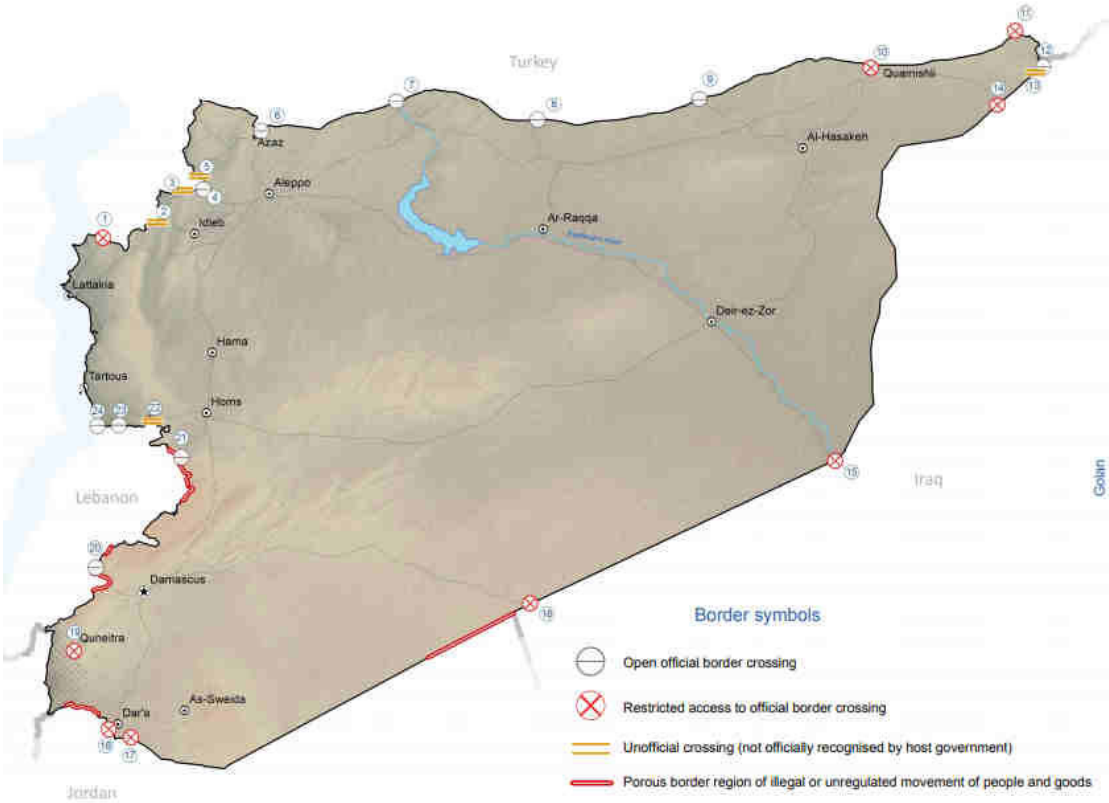 11
Turkey
10
12
Quamishli
7
9
13
8
14
6
Azaz
Al-Hasakeh
5
3
4
Aleppo
2
Idleb
1
Ar-Raqqa
Lattakia
Deir-ez-Zor
Hama
Tartous
Homs
24
23
22
21
15
Iraq
Golan
Lebanon
20
Damascus
18
Border symbols
19
Quneitra
Open official border crossing
As-Sweida
Restricted access to official border crossing
Dar'a
16
17
Unofficial crossing (not officially recognised by host government)
Porous border region of illegal or unregulated movement of people and goods
Jordan